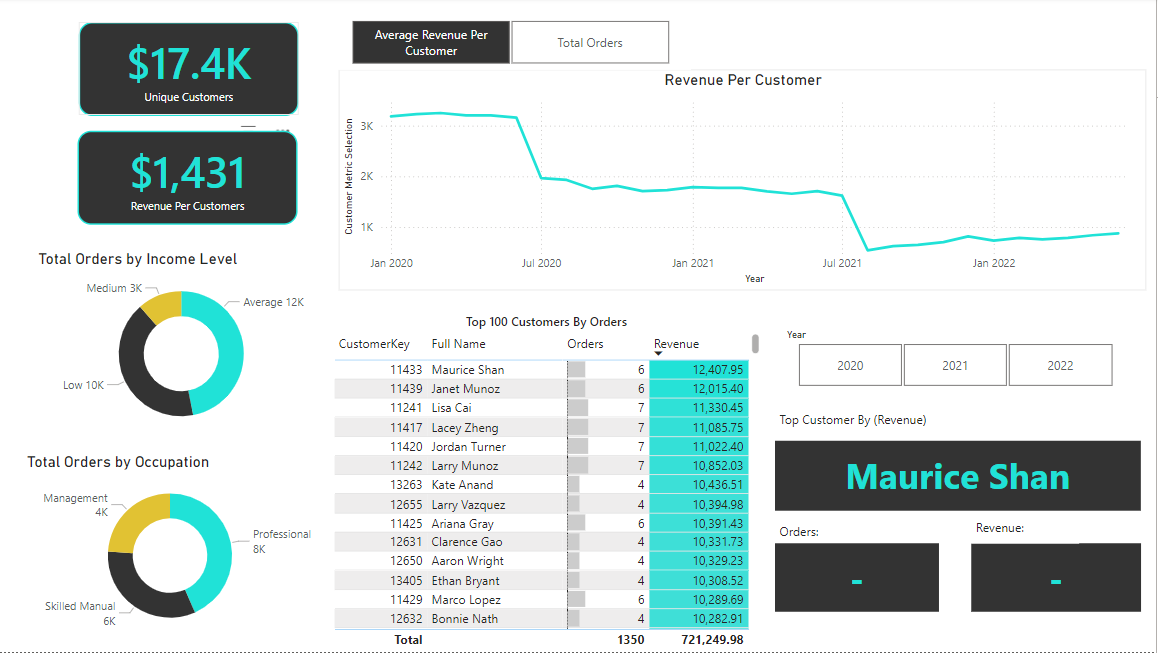 $17.4K
Unique Customers
$1,431
Revenue Per Customers
Average Revenue Per
Customer
Total Orders
Revenue Per Customer
Customer Metric Selection
3K
2K
1K
Jan 2020 Jul 2020 Jan 2021 Jul 2021 Jan 2022
Year
Total Orders by Income Level
Medium 3K
Average 12K
Low 10K
Total Orders by Occupation
Management
4K
Professional
8K
Skilled Manual
6K
Top 100 Customers By Orders
CustomerKey Full Name Orders Revenue
11433 Maurice Shan 6 12,407.95
11439 Janet Munoz 6 12,015.40
11241 Lisa Cai 7 11,330.45
11417 Lacey Zheng 7 11,085.75
11420 Jordan Turner 7 11,022.40
11242 Larry Munoz 7 10,852.03
13263 Kate Anand 4 10,436.51
12655 Larry Vazquez 4 10,394.98
11425 Ariana Gray 6 10,391.43
12631 Clarence Gao 4 10,331.73
12650 Aaron Wright 4 10,329.23
13405 Ethan Bryant 4 10,308.52
11429 Marco Lopez 6 10,289.69
12632 Bonnie Nath 4 10,282.91
Total 1350 721,249.98
Year
2020 2021 2022
Top Customer By (Revenue)
Maurice Shan
Orders:
-
Revenue:
-